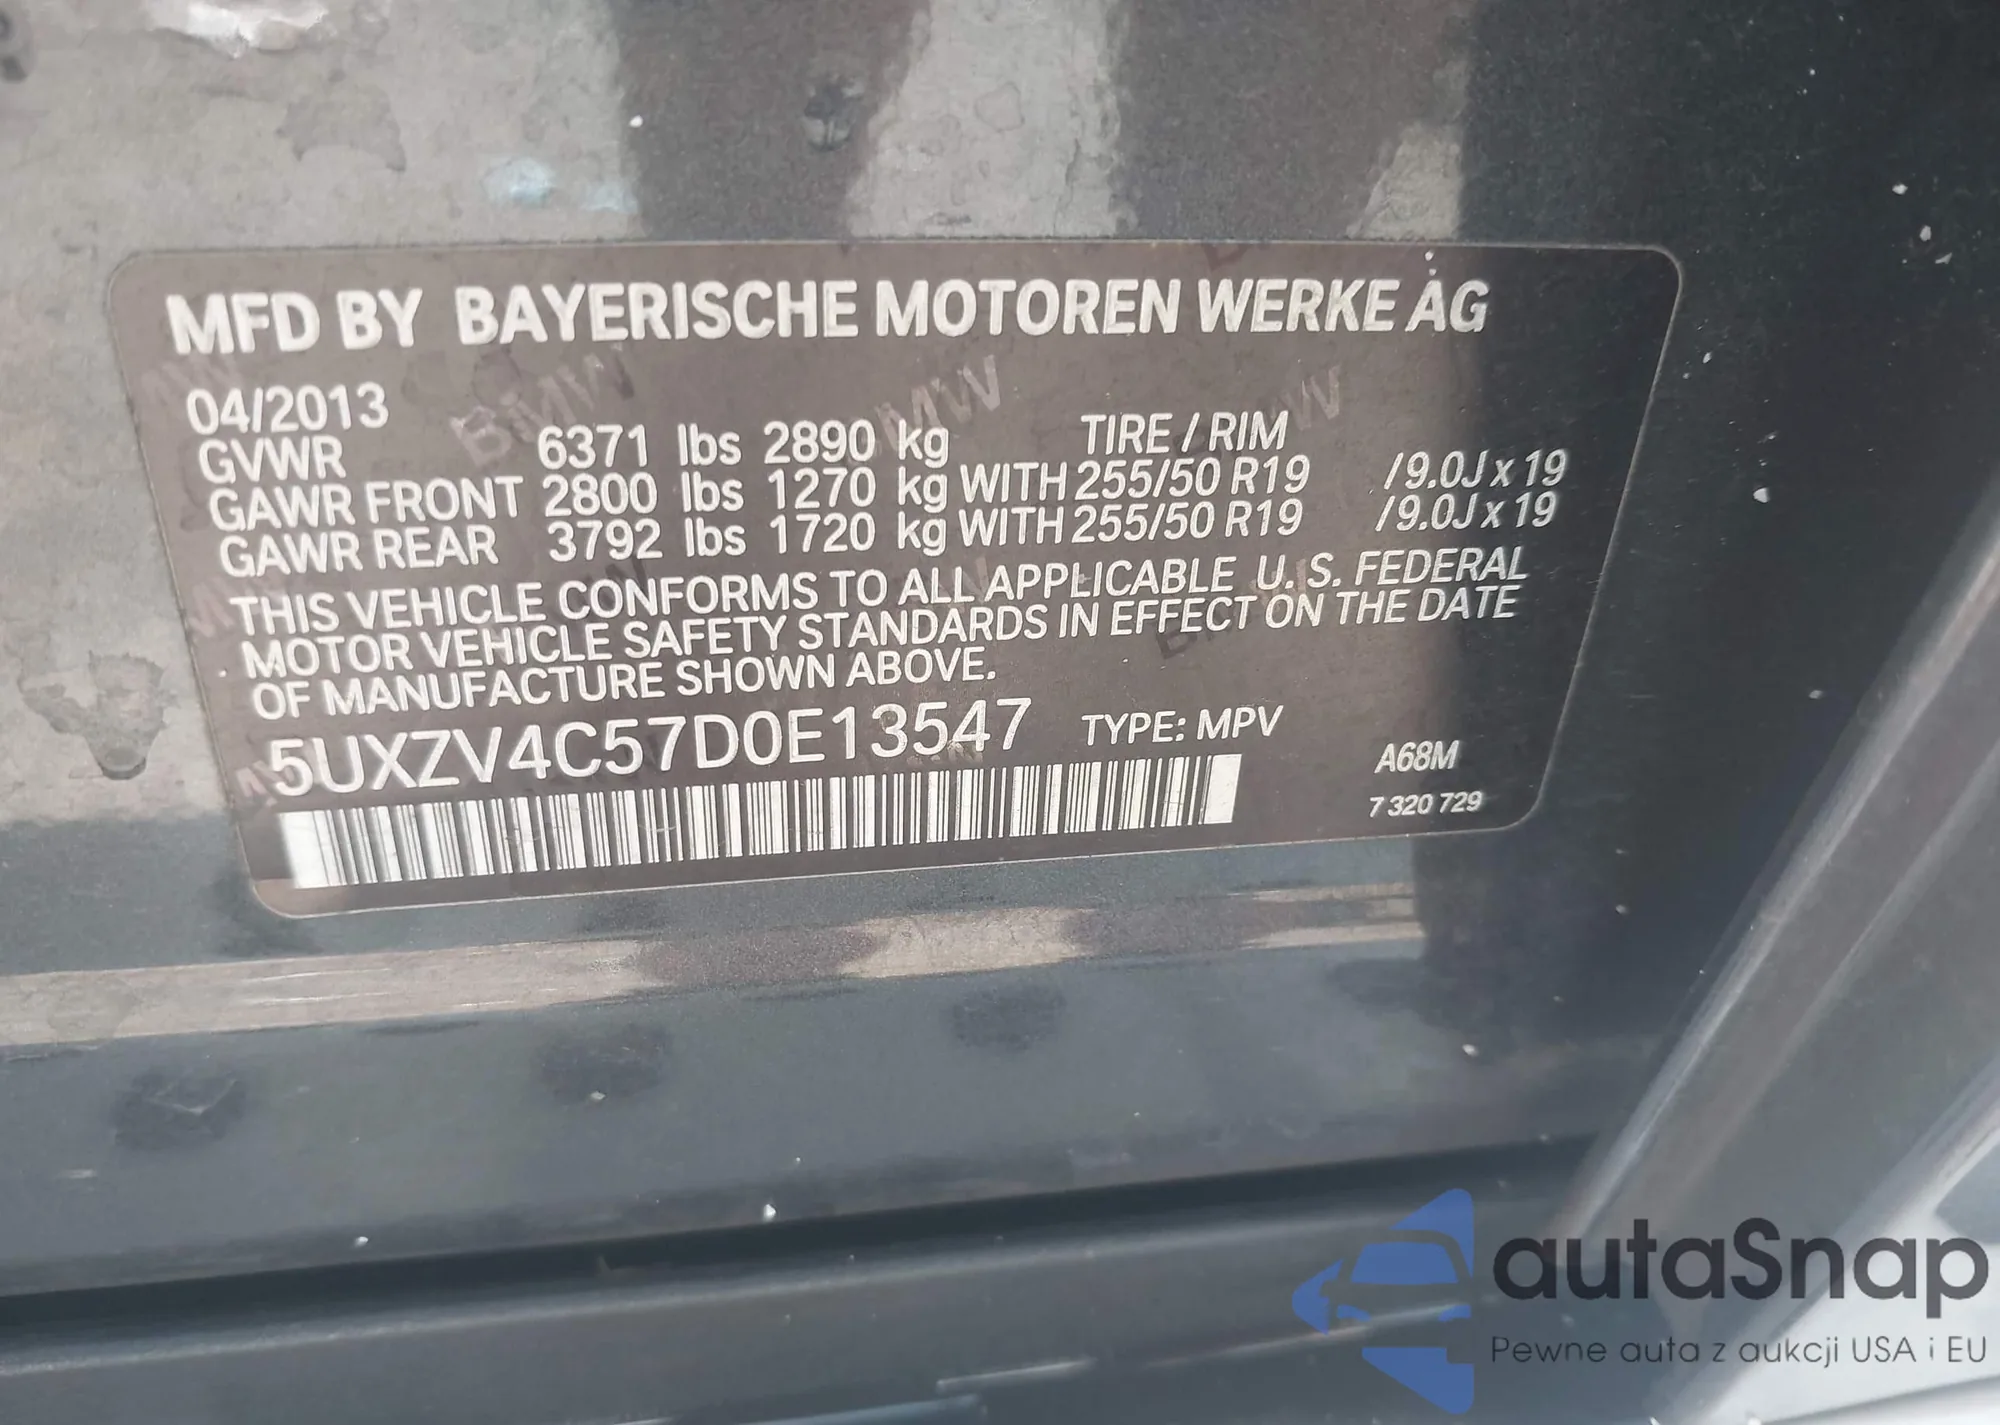 MFD BY BAYERISCHE MOTOREN WERKE AG
04/2013
GVWR 6371 lbs 2890 kg TIRE / RIM
GAWR FRONT 2800 lbs 1270 kg WITH 255/50 R19 /9.0J x 19
GAWR REAR 3792 lbs 1720 kg WITH 255/50 R19 /9.0J x 19
THIS VEHICLE CONFORMS TO ALL APPLICABLE U. S. FEDERAL
MOTOR VEHICLE SAFETY STANDARDS IN EFFECT ON THE DATE
OF MANUFACTURE SHOWN ABOVE.
5UXZV4C57D0E13547 TYPE: MPV
A68M
7 320 729
autaSnap
Pewne auta z aukcji USA i EU